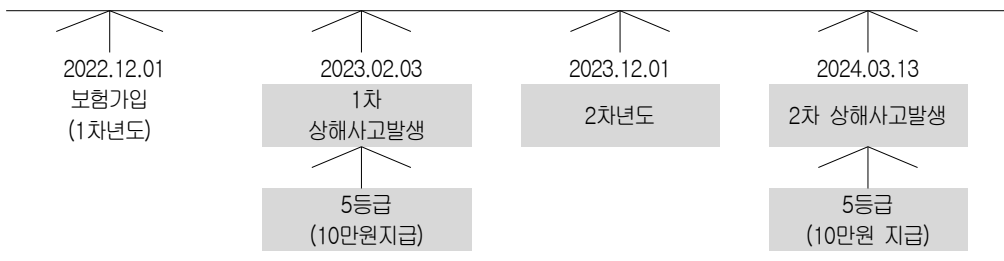 2022.12.01
보험가입
(1차년도)
2023.02.03
1차
상해사고발생
5등급
(10만원지급)
2023.12.01
2차년도
2024.03.13
2차 상해사고발생
5등급
(10만원 지급)